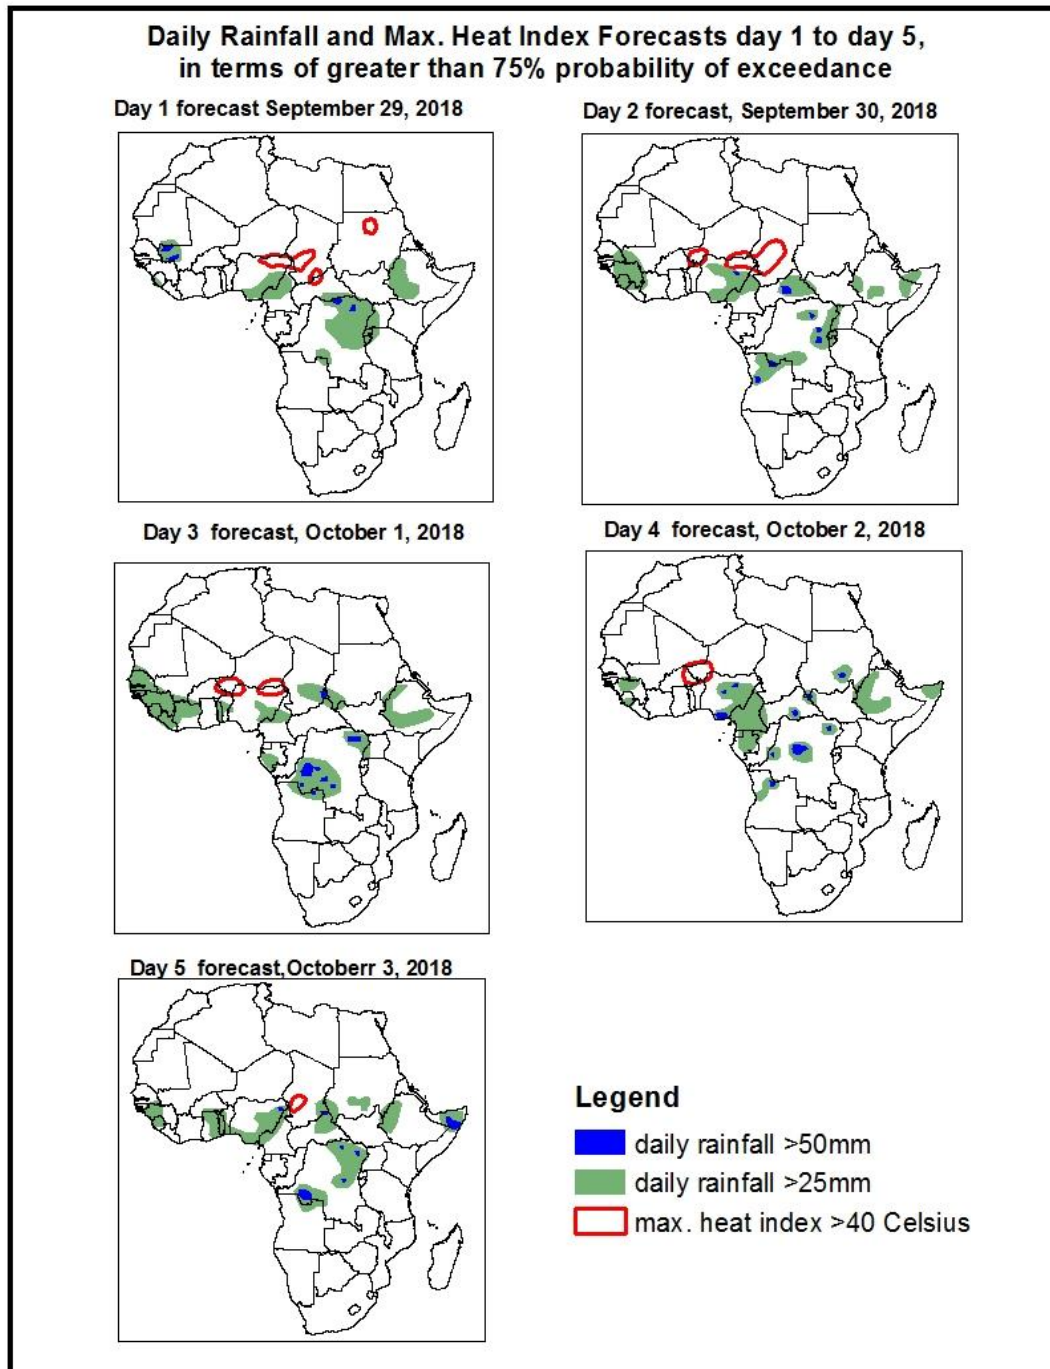 Daily Rainfall and Max. Heat Index Forecasts day 1 to day 5,
in terms of greater than 75% probability of exceedance
Day 1 forecast September 29, 2018
Day 2 forecast, September 30, 2018
Day 3 forecast, October 1, 2018
Day 4 forecast, October 2, 2018
Day 5 forecast,Octoberr 3, 2018
Legend
daily rainfall >50mm
daily rainfall >25mm
max. heat index >40 Celsius